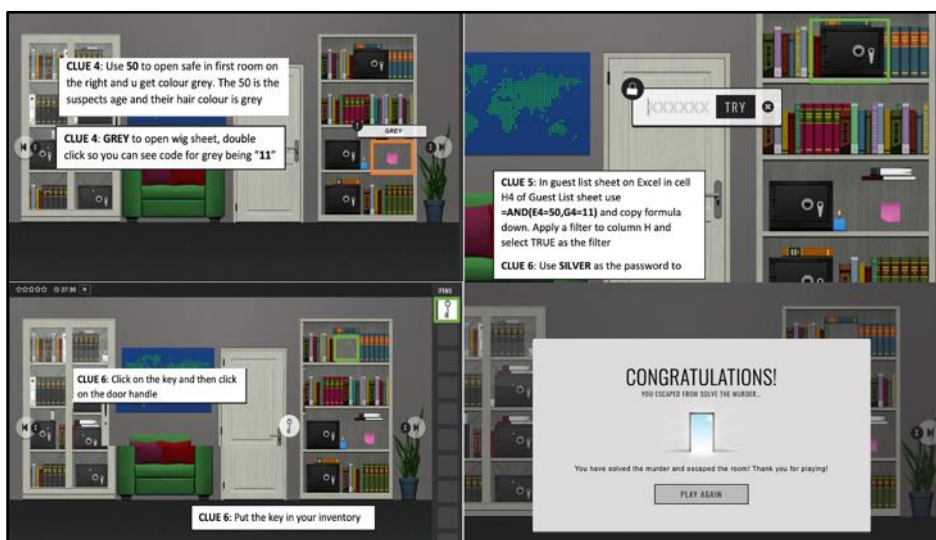 CLUE 4: Use 50 to open safe in first room on
the right and u get colour grey. The 50 is the
suspects age and their hair colour is grey
CLUE 4: GREY to open wig sheet, double
click so you can see code for grey being "11"
GREY
XXXXXX TRY
CLUE 5: In guest list sheet on Excel in cell
H4 of Guest List sheet use
=AND(E4=50,G4=11) and copy formula
down. Apply a filter to column H and
select TRUE as the filter
CLUE 6: Use SILVER as the password to
27:30
ITEMS
CLUE 6: Click on the key and then click
on the door handle
CLUE 6: Put the key in your inventory
CONGRATULATIONS!
YOU ESCAPED FROM SOLVE THE MURDER...
You have solved the murder and escaped the room! Thank you for playing!
PLAY AGAIN